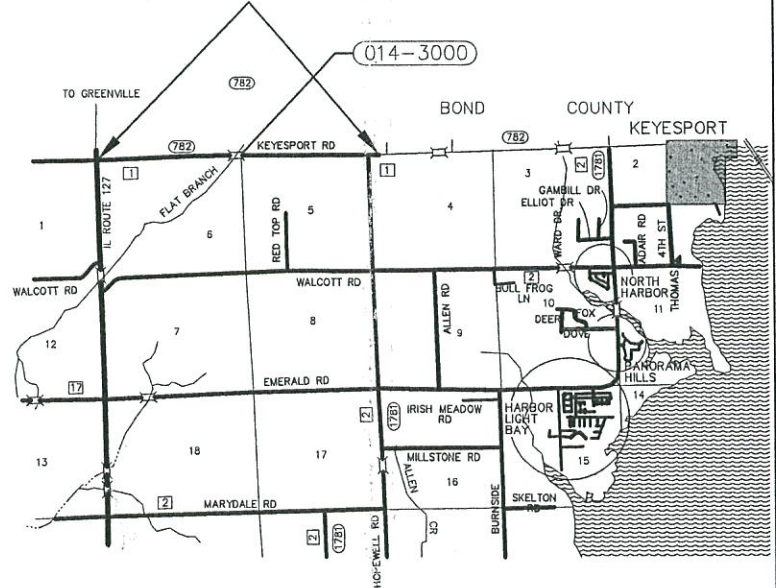 014-3000
782
TO GREENVILLE
BOND COUNTY
782
782
KEYESPORT
KEYESPORT RD
1
1
2
1781
2
3
GAMBILL DR
ELLIOT DR
FLAT BRANCH
IL ROUTE 127
RED TOP RD
5
4
WARD DR
ADAIR RD
4TH ST
1
6
WALCOTT RD
WALCOTT RD
2
BULL FROG LN
NORTH HARBOR
THOMAS
12
7
8
ALLEN RD
9
10
DEER
FOX
DOVE
11
PANORAMA HILLS
17
EMERALD RD
14
2
1781
IRISH MEADOW RD
HARBOR LIGHT BAY
13
18
17
MILLSTONE RD
15
16
ALLEN CR
BURNSIDE
SKELTON RD
2
MARYDALE RD
2
1781
HOPEWELL RD